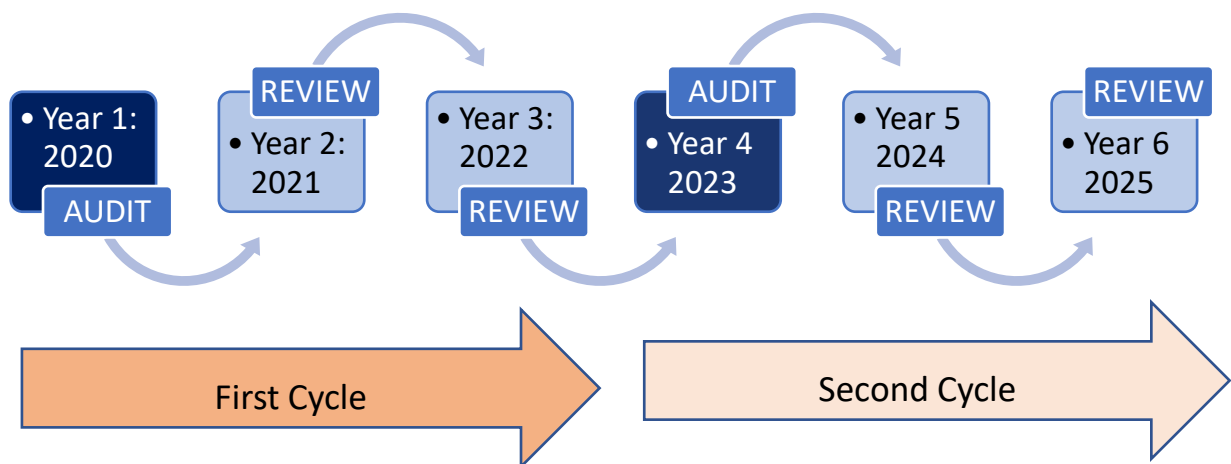 • Year 1:
2020
AUDIT
REVIEW
• Year 2:
2021
• Year 3:
2022
REVIEW
AUDIT
• Year 4
2023
• Year 5
2024
REVIEW
REVIEW
• Year 6
2025
First Cycle
Second Cycle